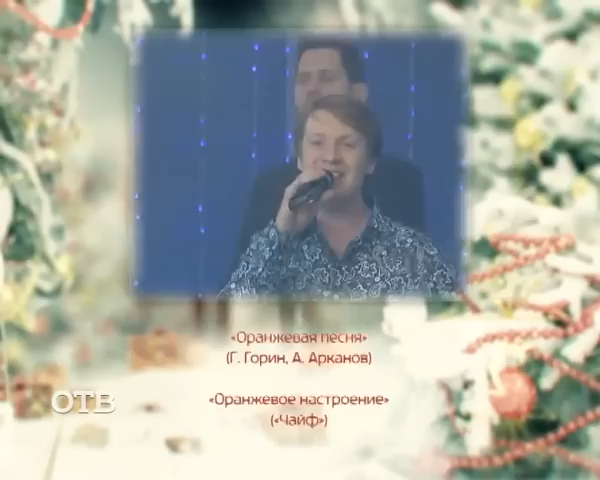 «Оранжевая песня»
(Г. Горин, А. Арканов)
ОТВ
«Оранжевое настроение»
(«Чайф»)